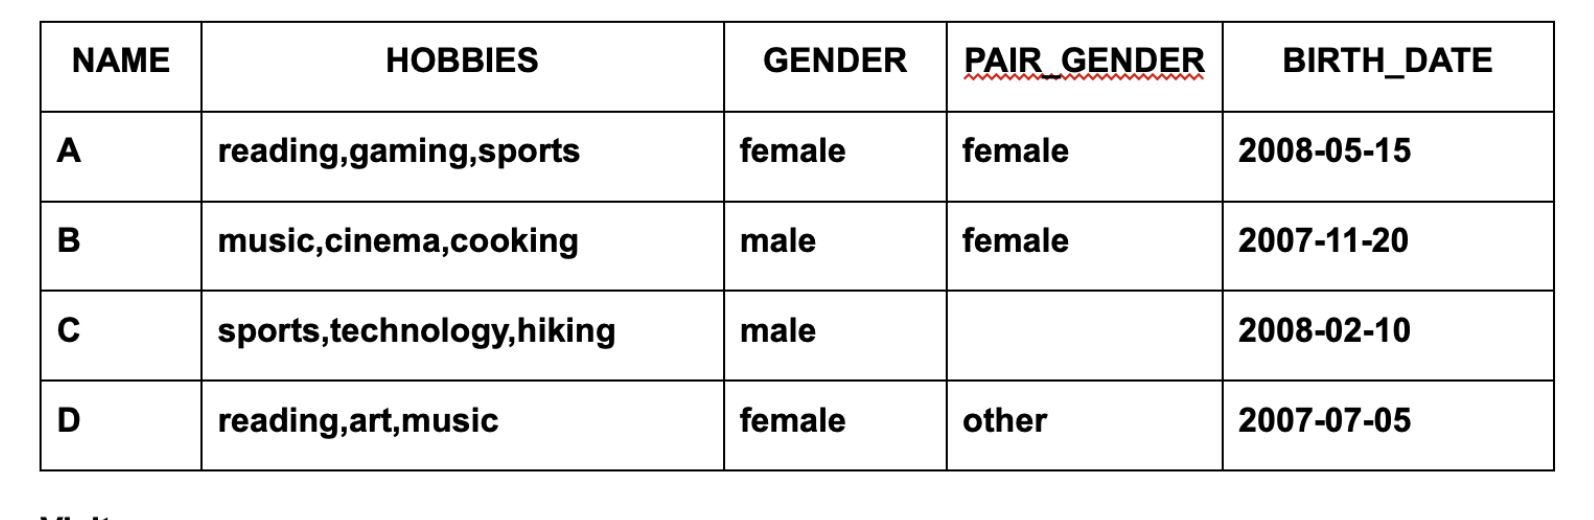 NAME HOBBIES GENDER PAIR_GENDER BIRTH_DATE
A reading,gaming,sports female female 2008-05-15
B music,cinema,cooking male female 2007-11-20
C sports,technology,hiking male 2008-02-10
D reading,art,music female other 2007-07-05